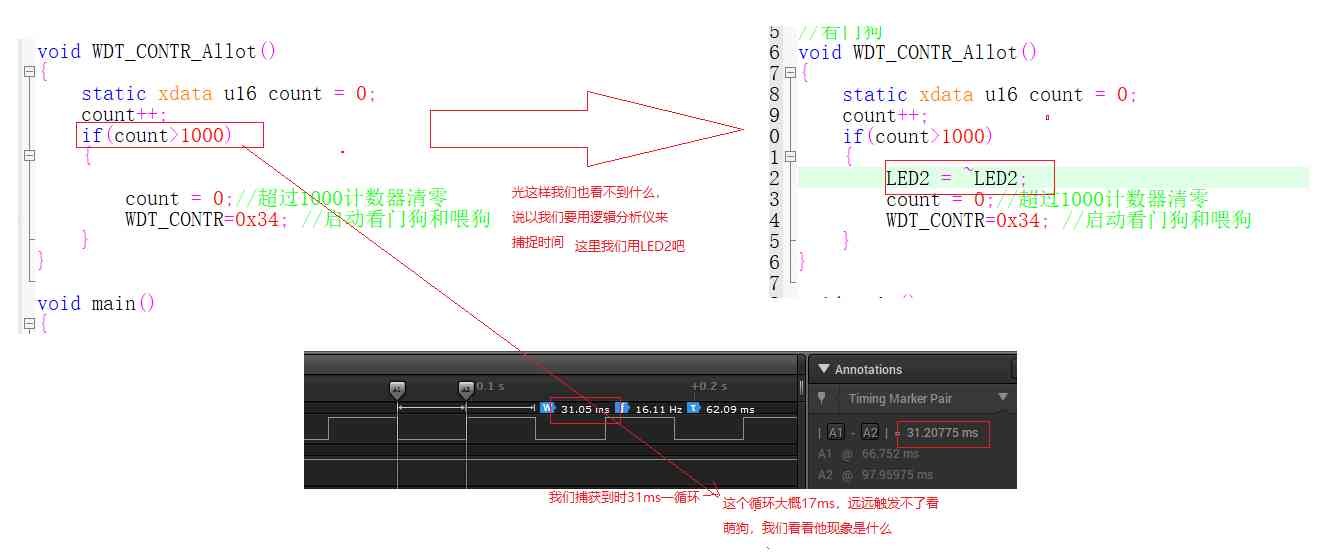 void WDT_CONTR_Allot()
{
static xdata u16 count = 0;
count++;
if(count>1000)
{
count = 0;//超过1000计数器清零
WDT_CONTR=0x34; //启动看门狗和喂狗
}
}
void main()
{
光这样我们也看不到什么，
说以我们要用逻辑分析仪来
捕捉时间 这里我们用LED2吧
5 //看门狗
6 void WDT_CONTR_Allot()
7 {
8 static xdata u16 count = 0;
9 count++;
0 if(count>1000)
1 {
2 LED2 = ~LED2;
3 count = 0;//超过1000计数器清零
4 WDT_CONTR=0x34; //启动看门狗和喂狗
5 }
6 }
7
A1 A2 0.1 s +0.2 s
W 31.05 ms f 16.11 Hz T 62.09 ms
Annotations
Timing Marker Pair
| A1 - A2 | = 31.20775 ms
A1 @ 66.752 ms
A2 @ 97.95975 ms
我们捕获到时31ms一循环
这个循环大概17ms，远远触发不了看
萌狗，我们看看他现象是什么